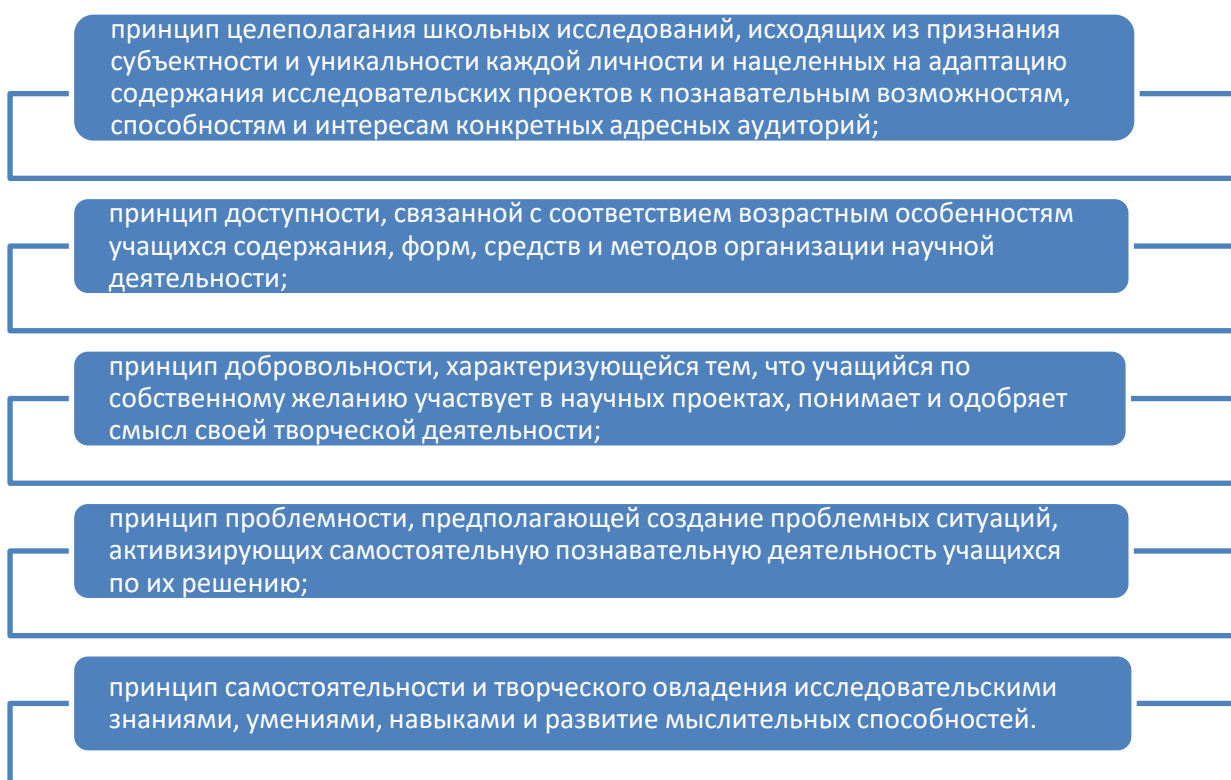 принцип целеполагания школьных исследований, исходящих из признания
субъектности и уникальности каждой личности и нацеленных на адаптацию
содержания исследовательских проектов к познавательным возможностям,
способностям и интересам конкретных адресных аудиторий;
принцип доступности, связанной с соответствием возрастным особенностям
учащихся содержания, форм, средств и методов организации научной
деятельности;
принцип добровольности, характеризующейся тем, что учащийся по
собственному желанию участвует в научных проектах, понимает и одобряет
смысл своей творческой деятельности;
принцип проблемности, предполагающей создание проблемных ситуаций,
активизирующих самостоятельную познавательную деятельность учащихся
по их решению;
принцип самостоятельности и творческого овладения исследовательскими
знаниями, умениями, навыками и развитие мыслительных способностей.